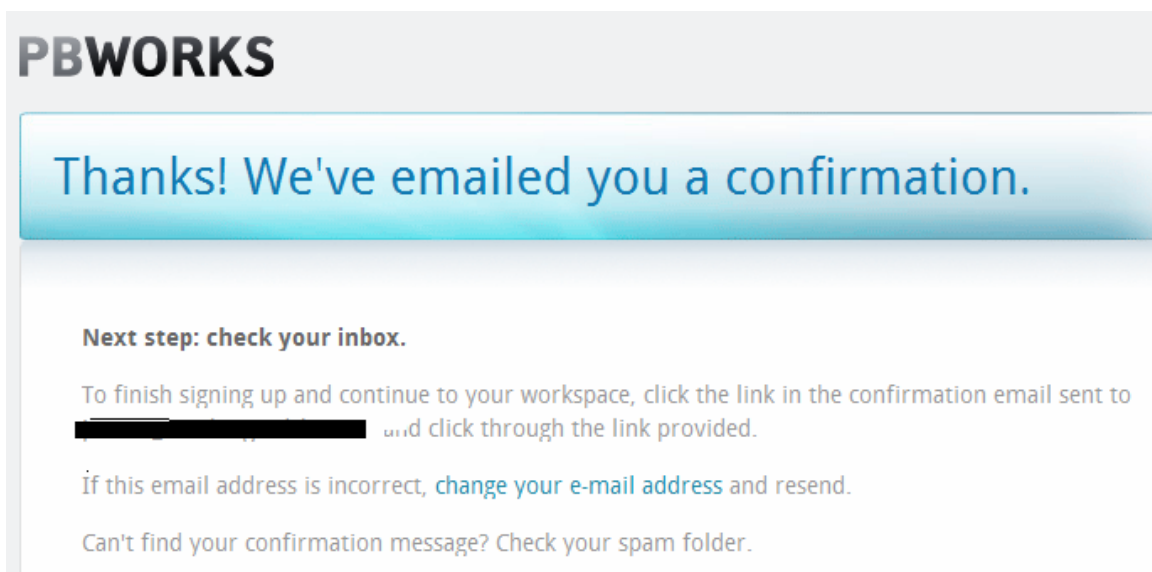 PBWORKS
Thanks! We've emailed you a confirmation.
Next step: check your inbox.
To finish signing up and continue to your workspace, click the link in the confirmation email sent to
and click through the link provided.
If this email address is incorrect, change your e-mail address and resend.
Can't find your confirmation message? Check your spam folder.